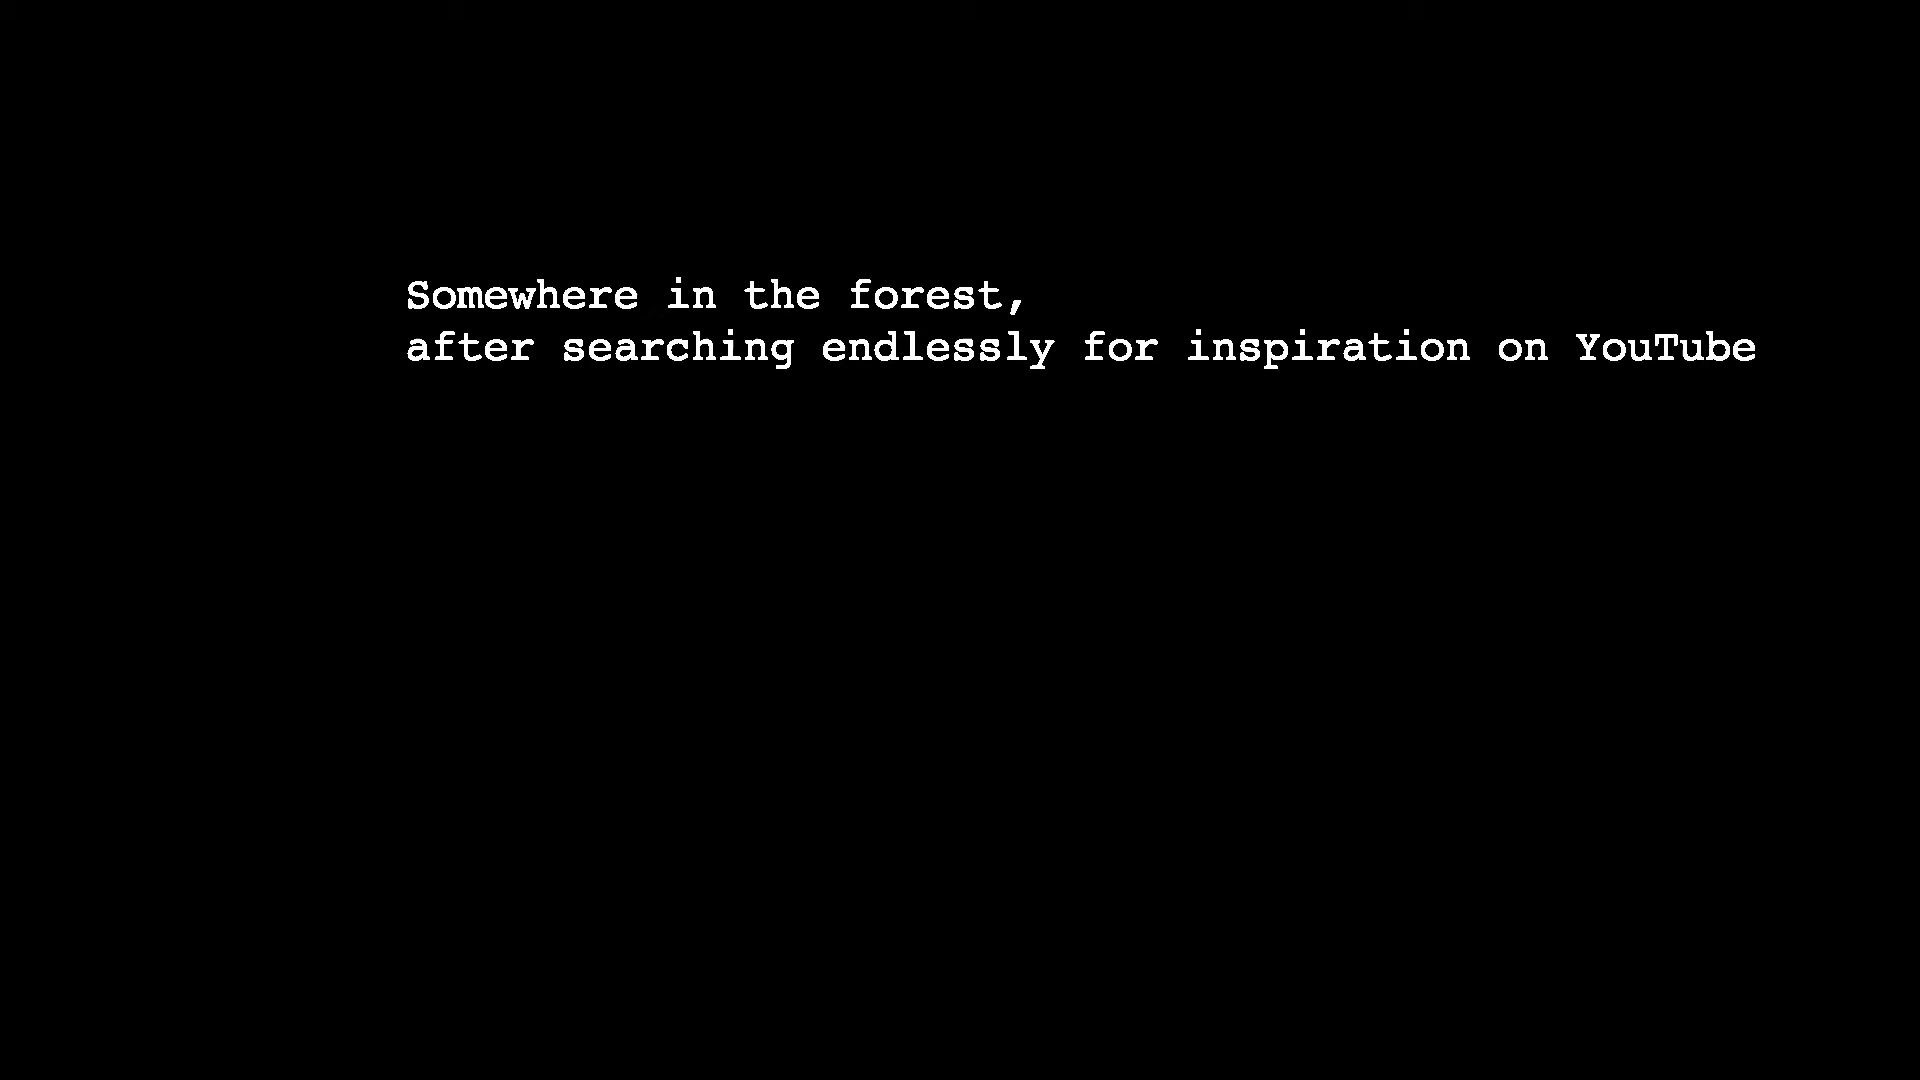 Somewhere in the forest,
after searching endlessly for inspiration on YouTube